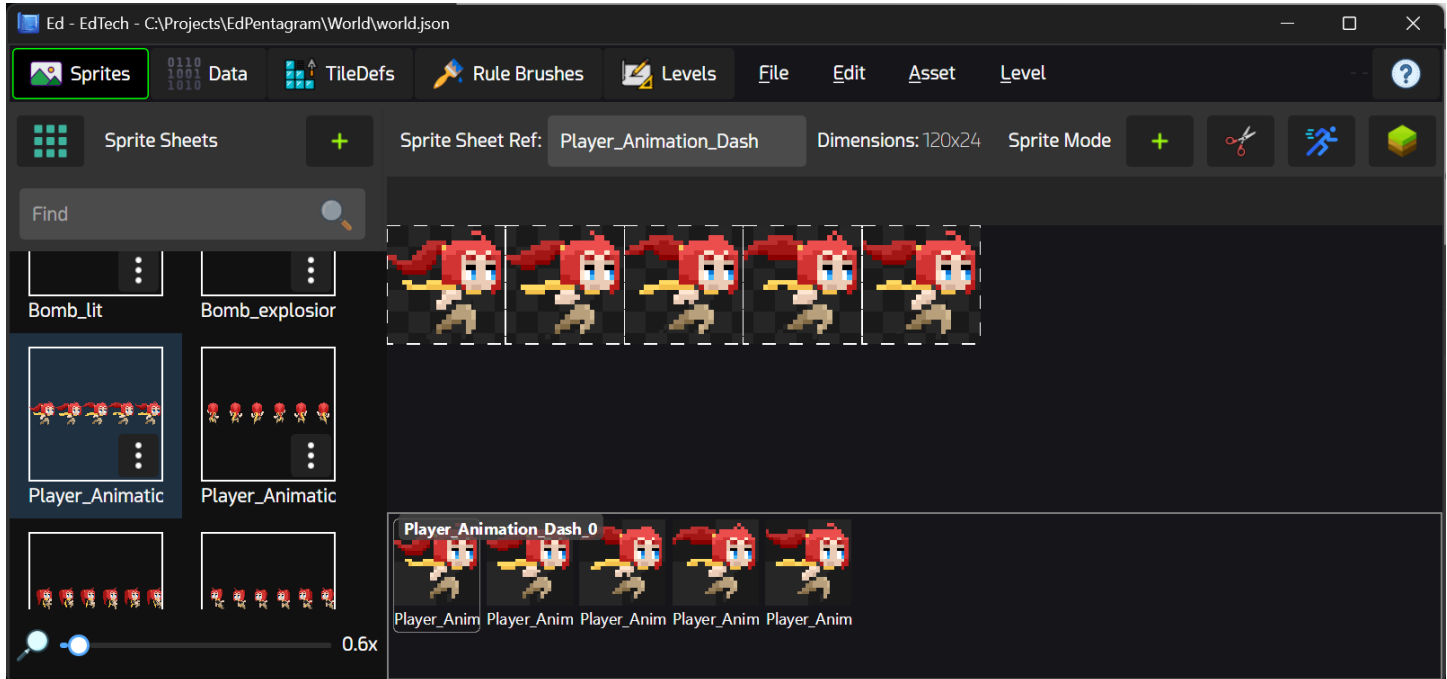 Ed - EdTech - C:\Projects\EdPentagram\World\world.json
Sprites Data TileDefs Rule Brushes Levels File Edit Asset Level
0110
1001
1010
Sprite Sheets Sprite Sheet Ref: Player_Animation_Dash Dimensions: 120x24 Sprite Mode
Find
Bomb_lit Bomb_explosior
Player_Animatic Player_Animatic
Player_Animation_Dash_0
Player_Anim Player_Anim Player_Anim Player_Anim Player_Anim
0.6x